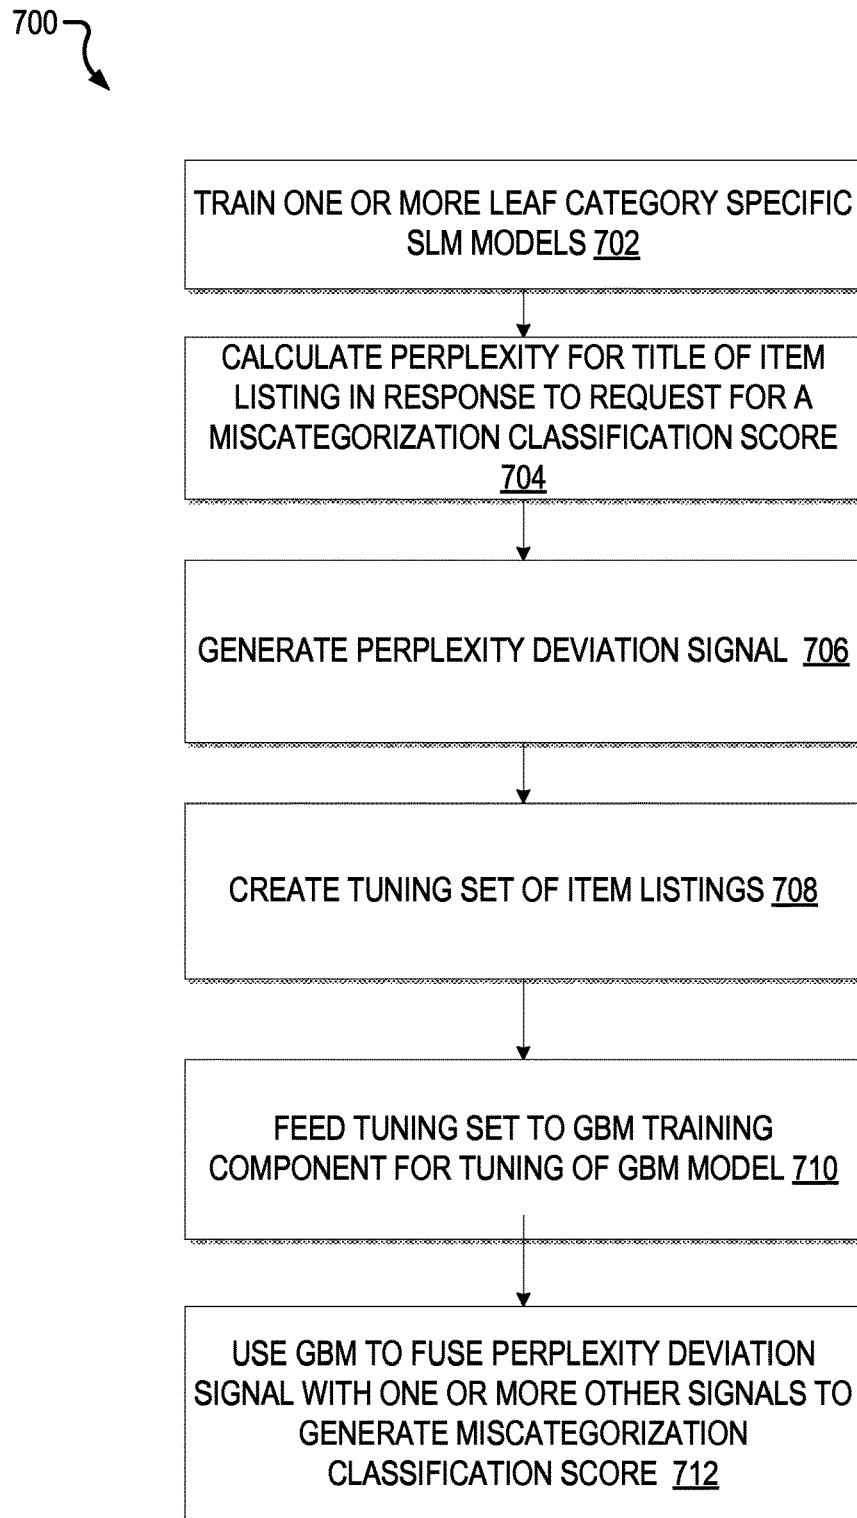 700
TRAIN ONE OR MORE LEAF CATEGORY SPECIFIC
SLM MODELS 702
CALCULATE PERPLEXITY FOR TITLE OF ITEM
LISTING IN RESPONSE TO REQUEST FOR A
MISCATEGORIZATION CLASSIFICATION SCORE
704
GENERATE PERPLEXITY DEVIATION SIGNAL 706
CREATE TUNING SET OF ITEM LISTINGS 708
FEED TUNING SET TO GBM TRAINING
COMPONENT FOR TUNING OF GBM MODEL 710
USE GBM TO FUSE PERPLEXITY DEVIATION
SIGNAL WITH ONE OR MORE OTHER SIGNALS TO
GENERATE MISCATEGORIZATION
CLASSIFICATION SCORE 712